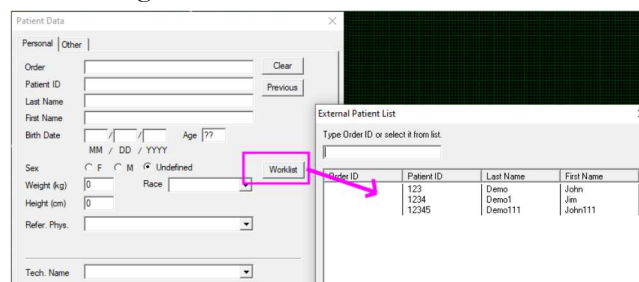 Patient Data
Personal Other
Order Clear
Patient ID Previous
Last Name
First Name
Birth Date / / Age ??
MM / DD / YYYY
Sex F M Undefined Worklist
Weight (kg) 0 Race
Height (cm) 0
Refer. Phys.
Tech. Name
External Patient List
Type Order ID or select it from list.
Order ID Patient ID Last Name First Name
123 Demo John
1234 Demo1 Jim
12345 Demo111 John111